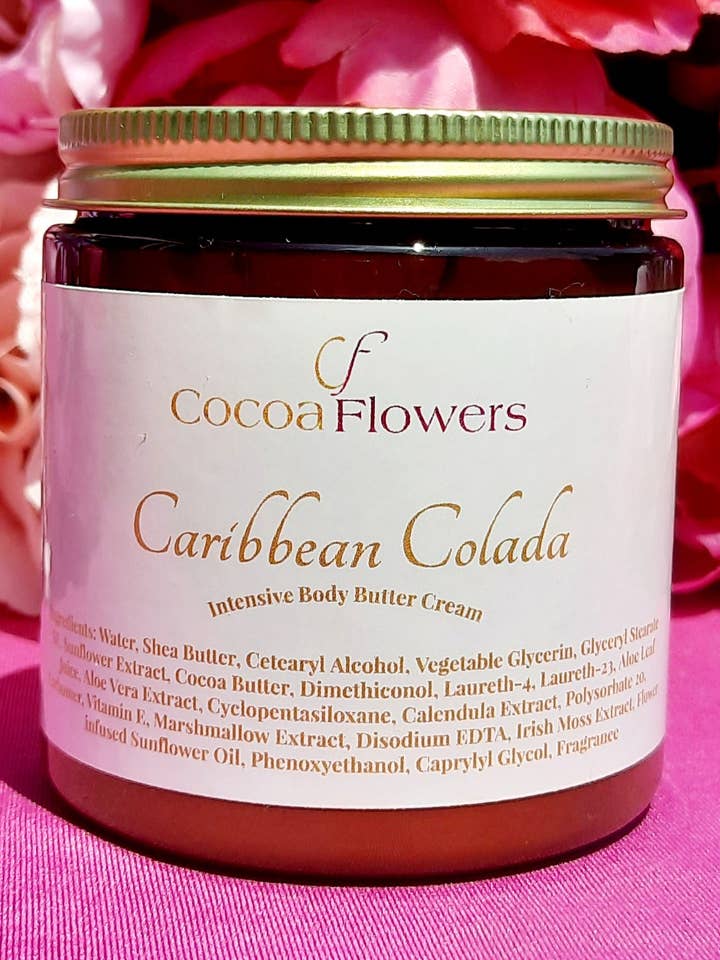 cf
Cocoa Flowers
Caribbean Colada
Intensive Body Butter Cream
Ingredients: Water, Shea Butter, Cetearyl Alcohol, Vegetable Glycerin, Glyceryl Stearate
Sunflower Extract, Cocoa Butter, Dimethiconol, Laureth-4, Laureth-23, Aloe Leaf
Juice, Aloe Vera Extract, Cyclopentasiloxane, Calendula Extract, Polysorbate 20,
Vitamin E, Marshmallow Extract, Disodium EDTA, Irish Moss Extract, Flower
infused Sunflower Oil, Phenoxyethanol, Caprylyl Glycol, Fragrance